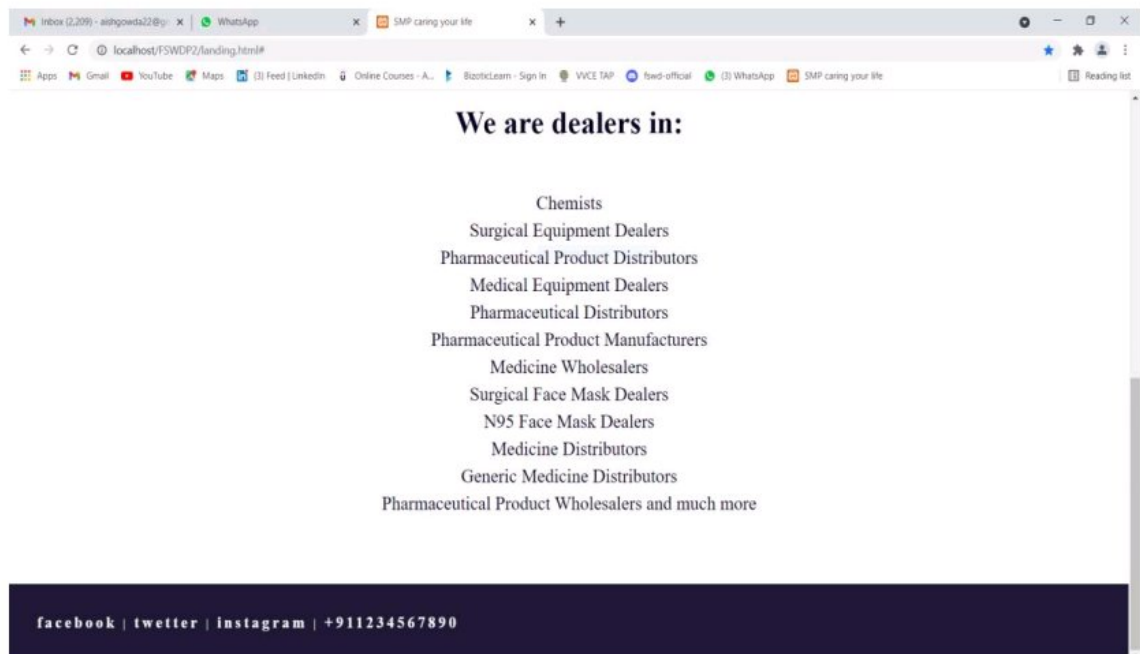 Inbox (2,209) - aishgowda22@g
WhatsApp
SMP caring your life
localhost/FSWDP2/landing.html#
Apps
Gmail
YouTube
Maps
(3) Feed | LinkedIn
Online Courses - A...
BizoticLearn - Sign In
VVCE TAP
fswd-official
(3) WhatsApp
SMP caring your life
Reading list
We are dealers in:
Chemists
Surgical Equipment Dealers
Pharmaceutical Product Distributors
Medical Equipment Dealers
Pharmaceutical Distributors
Pharmaceutical Product Manufacturers
Medicine Wholesalers
Surgical Face Mask Dealers
N95 Face Mask Dealers
Medicine Distributors
Generic Medicine Distributors
Pharmaceutical Product Wholesalers and much more
facebook | twetter | instagram | +911234567890